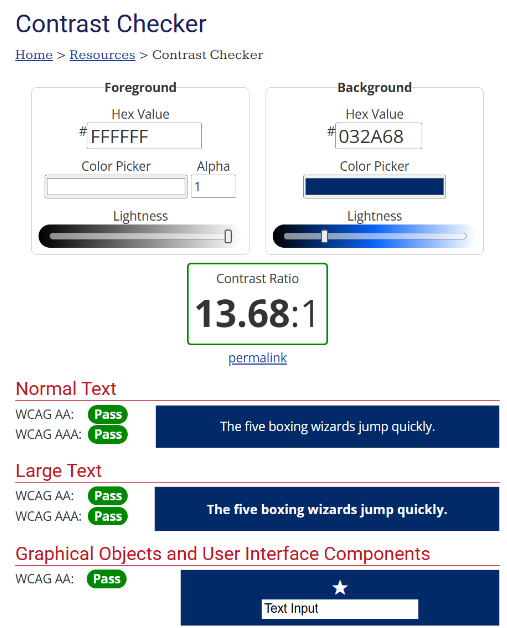 Contrast Checker
Home > Resources > Contrast Checker
Foreground
Hex Value
# FFFFFF
Color Picker Alpha
1
Lightness
Background
Hex Value
# 032A68
Color Picker
Lightness
Contrast Ratio
13.68:1
permalink
Normal Text
WCAG AA: Pass
WCAG AAA: Pass
The five boxing wizards jump quickly.
Large Text
WCAG AA: Pass
WCAG AAA: Pass
The five boxing wizards jump quickly.
Graphical Objects and User Interface Components
WCAG AA: Pass
Text Input